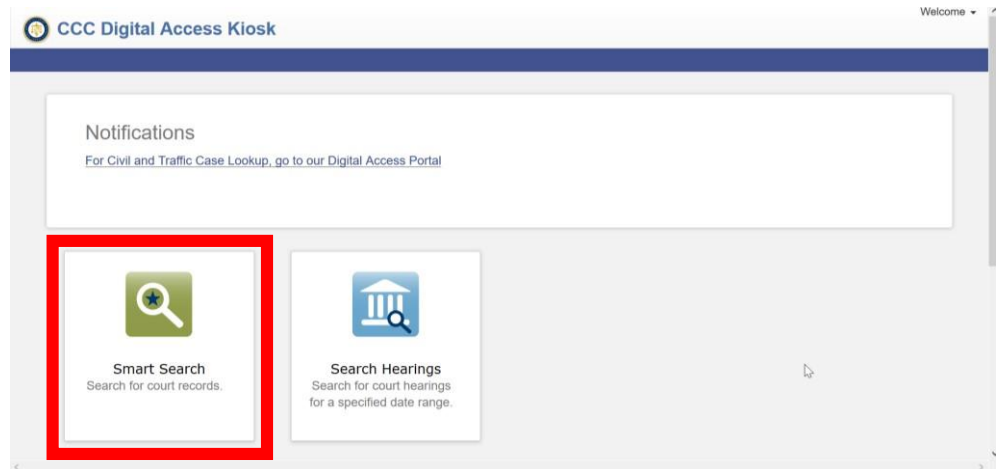 Welcome
CCC Digital Access Kiosk
Notifications
For Civil and Traffic Case Lookup, go to our Digital Access Portal
Smart Search
Search for court records.
Search Hearings
Search for court hearings
for a specified date range.